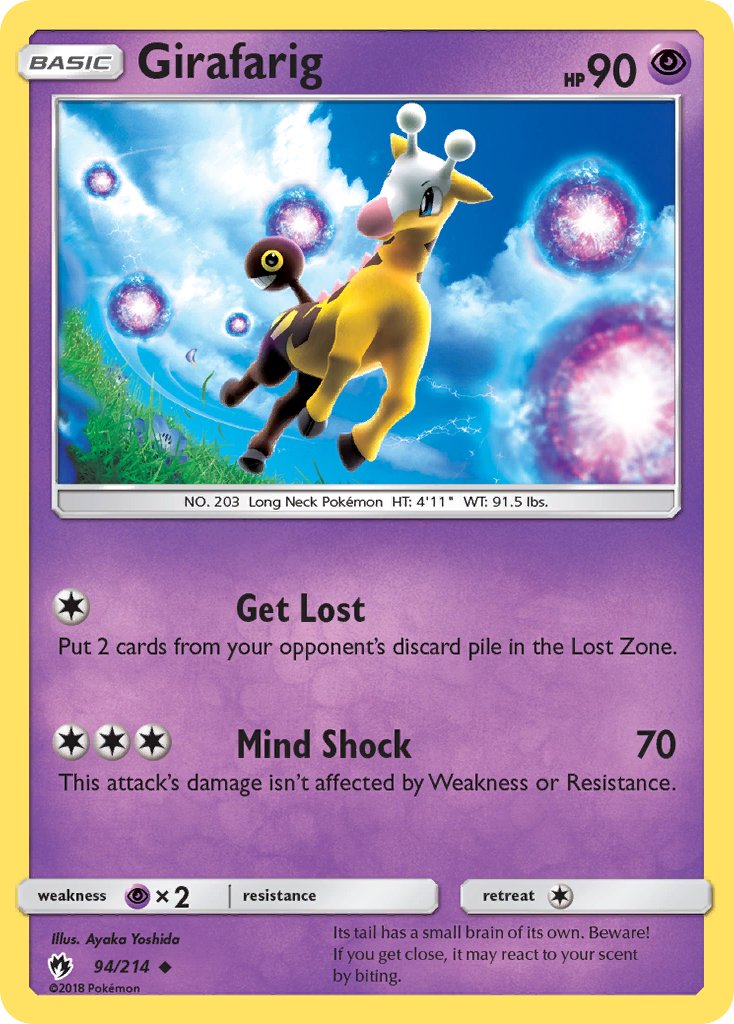 BASIC Girafarig HP 90
NO. 203 Long Neck Pokémon HT: 4'11" WT: 91.5 lbs.
Get Lost
Put 2 cards from your opponent's discard pile in the Lost Zone.
Mind Shock 70
This attack's damage isn't affected by Weakness or Resistance.
weakness ×2 resistance retreat
Illus. Ayaka Yoshida
94/214
©2018 Pokémon
Its tail has a small brain of its own. Beware!
If you get close, it may react to your scent
by biting.